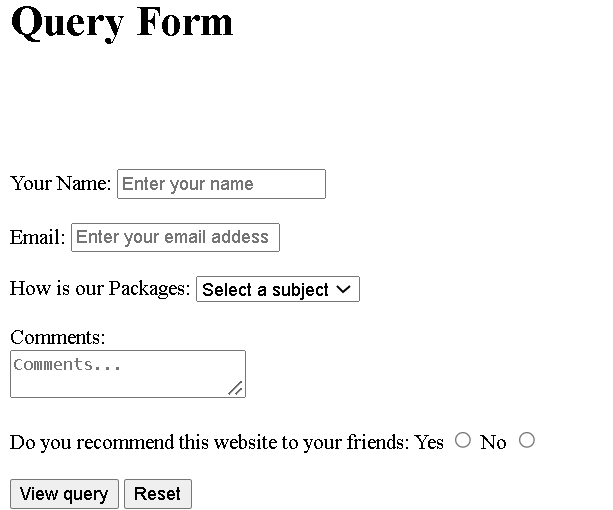 Query Form
Your Name: Enter your name
Email: Enter your email addess
How is our Packages: Select a subject
Comments:
Comments...
Do you recommend this website to your friends: Yes No
View query Reset